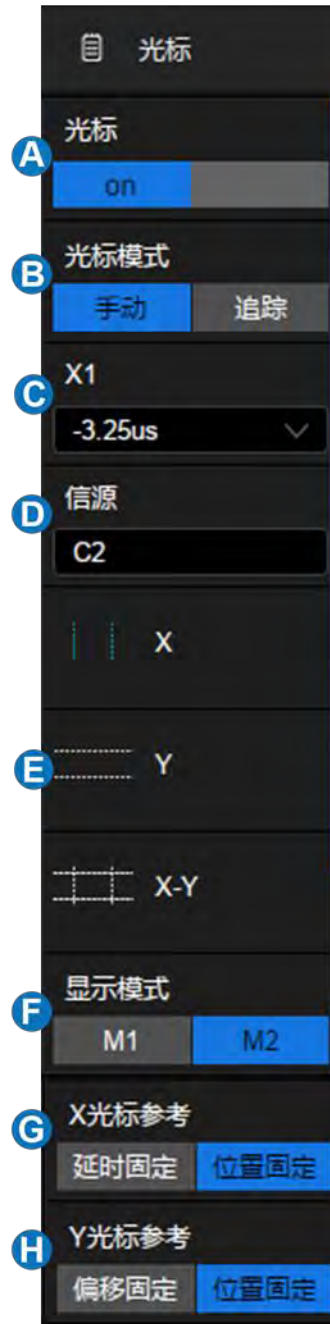 光标
A
光标
on
B
光标模式
手动 追踪
C
X1
-3.25us
D
信源
C2
X
E
Y
X-Y
F
显示模式
M1 M2
G
X光标参考
延时固定 位置固定
H
Y光标参考
偏移固定 位置固定